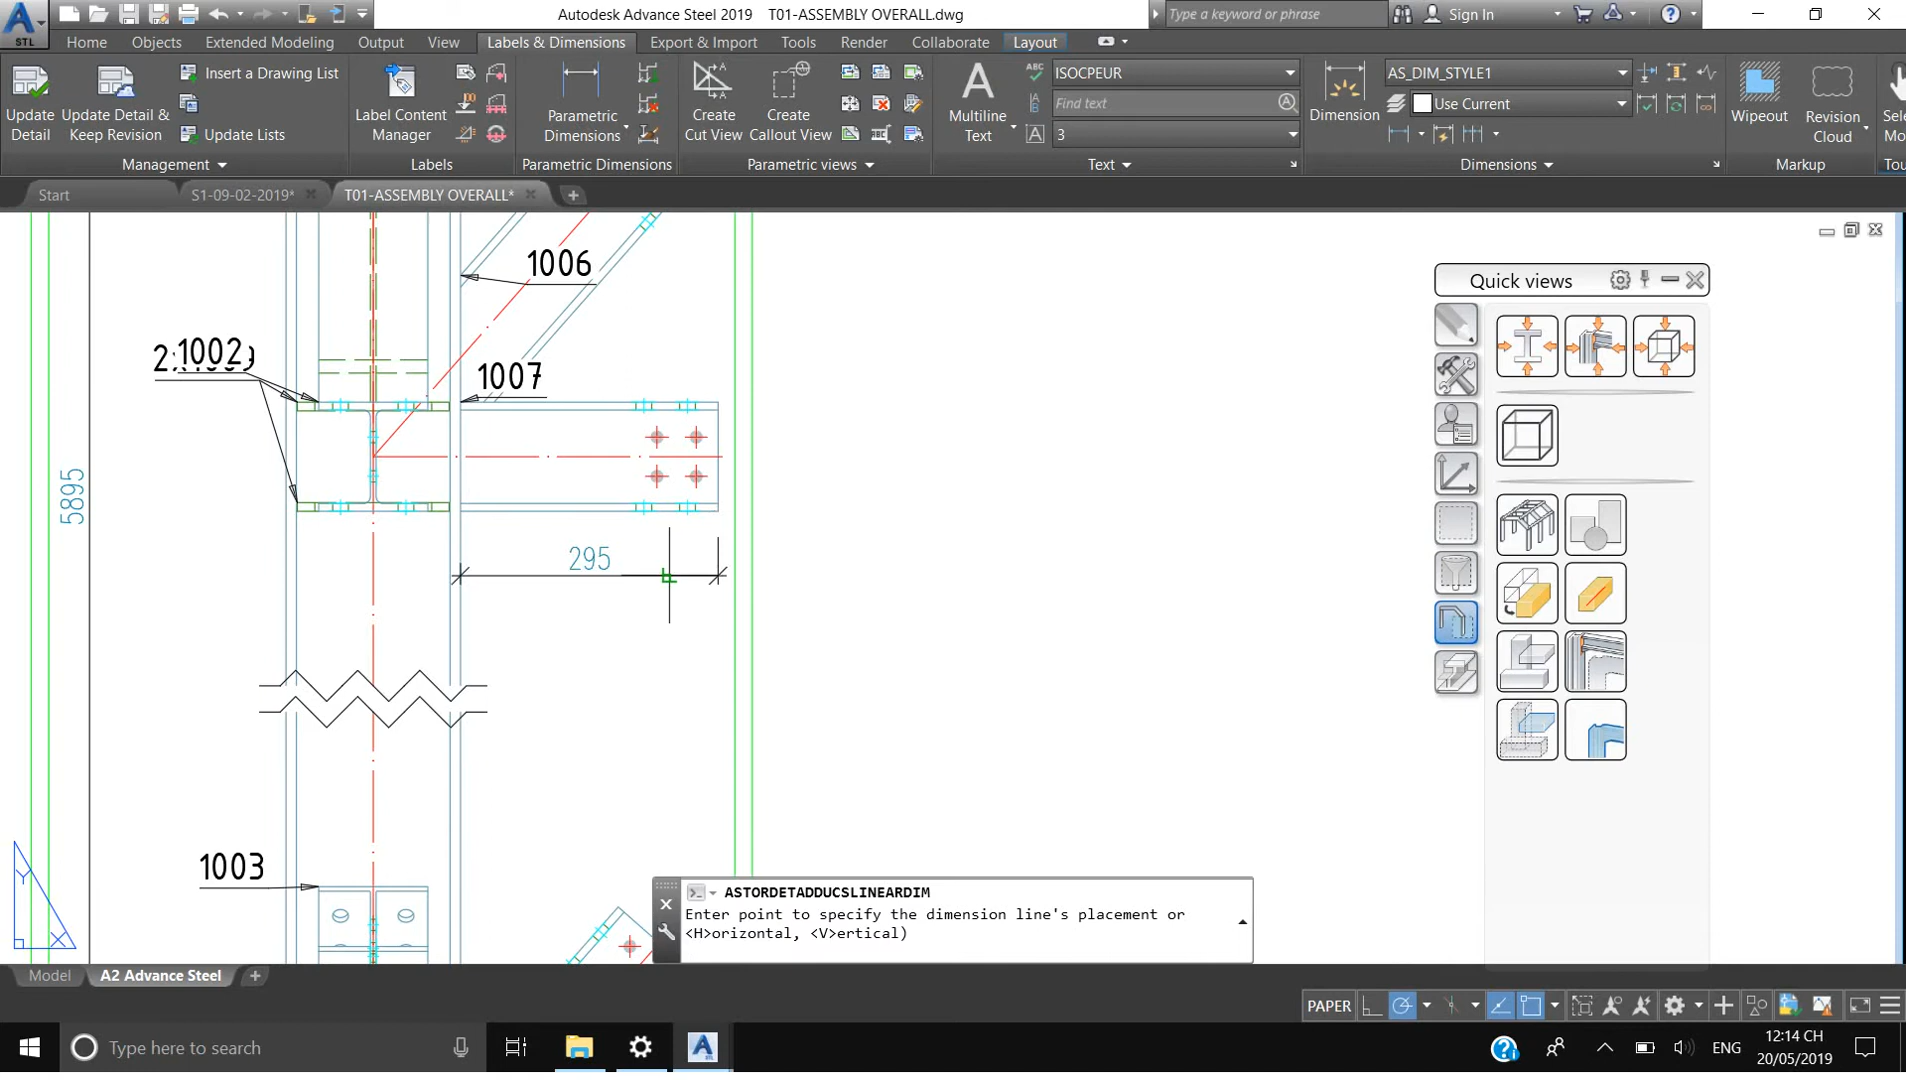 Autodesk Advance Steel 2019 T01-ASSEMBLY OVERALL.dwg
Type a keyword or phrase
Sign In
STL
Home Objects Extended Modeling Output View Labels & Dimensions Export & Import Tools Render Collaborate Layout
Update Detail
Update Detail & Keep Revision
Insert a Drawing List
Update Lists
Management
Label Content Manager
Labels
Parametric Dimensions
Parametric Dimensions
Create Cut View
Create Callout View
Parametric views
Multiline Text
ISOCPEUR
Find text
3
Text
Dimension
AS_DIM_STYLE1
Use Current
Dimensions
Wipeout
Revision Cloud
Markup
Sele
Mo
Tou
Start
S1-09-02-2019*
T01-ASSEMBLY OVERALL*
1006
1002
1007
5895
295
1003
Y
X
Quick views
ASTORDETADDUCSLINEARDIM
Enter point to specify the dimension line's placement or
<H>orizontal, <V>ertical)
Model
A2 Advance Steel
PAPER
Type here to search
ENG
12:14 CH
20/05/2019